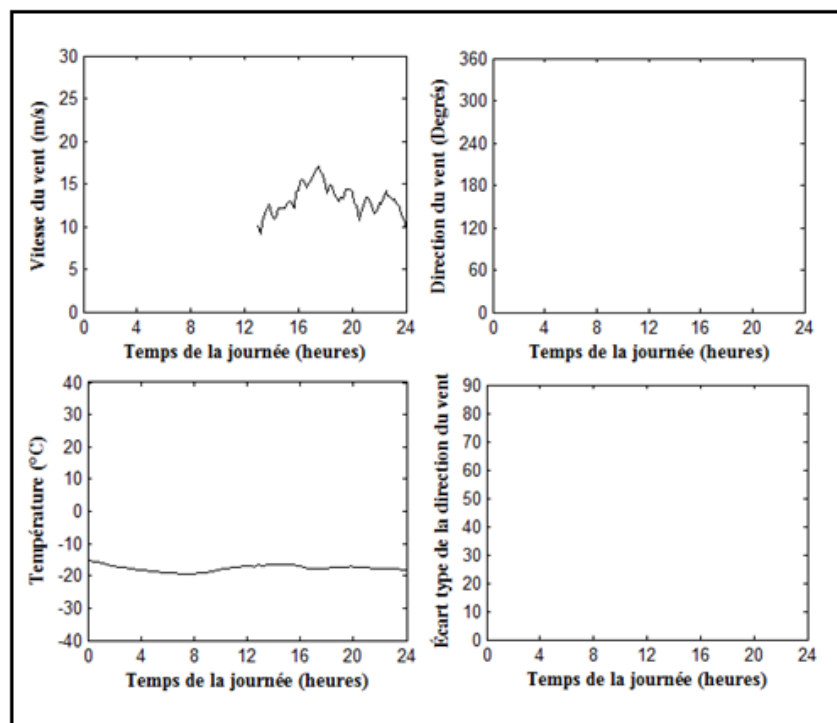 30
25
20
15
10
5
0
0 4 8 12 16 20 24
Vitesse du vent (m/s)
Temps de la journée (heures)
360
300
240
180
120
60
0
0 4 8 12 16 20 24
Direction du vent (Degrés)
Temps de la journée (heures)
40
30
20
10
0
-10
-20
-30
-40
0 4 8 12 16 20 24
Température (°C)
Temps de la journée (heures)
90
80
70
60
50
40
30
20
10
0
0 4 8 12 16 20 24
Écart type de la direction du vent
Temps de la journée (heures)